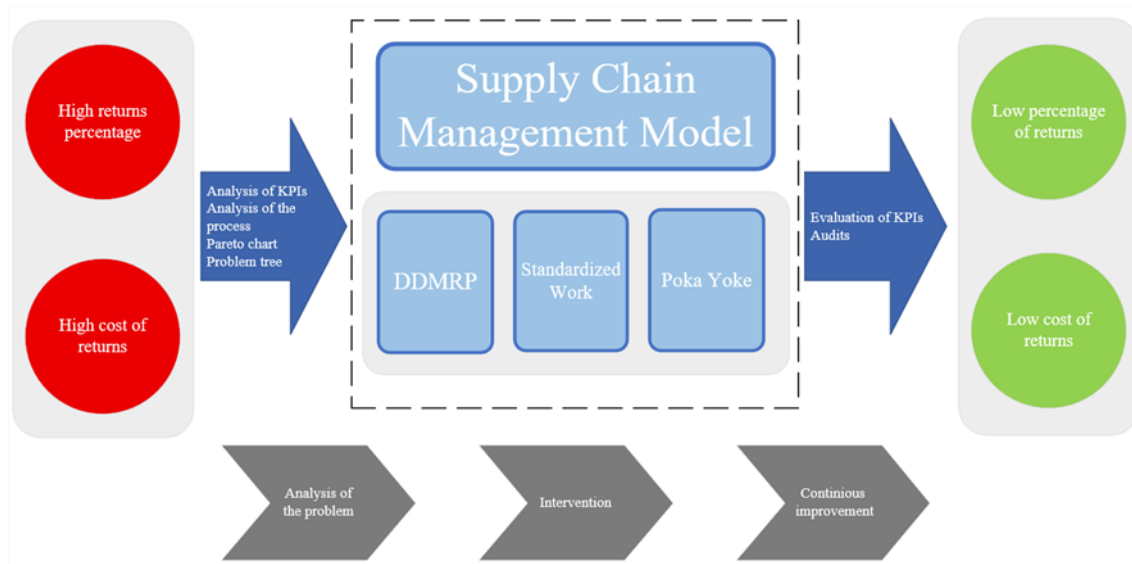 High returns
percentage
High cost of
returns
Analysis of KPIs
Analysis of the
process
Pareto chart
Problem tree
Supply Chain
Management Model
DDMRP
Standardized
Work
Poka Yoke
Evaluation of KPIs
Audits
Low percentage
of returns
Low cost of
returns
Analysis of
the problem
Intervention
Continious
improvement